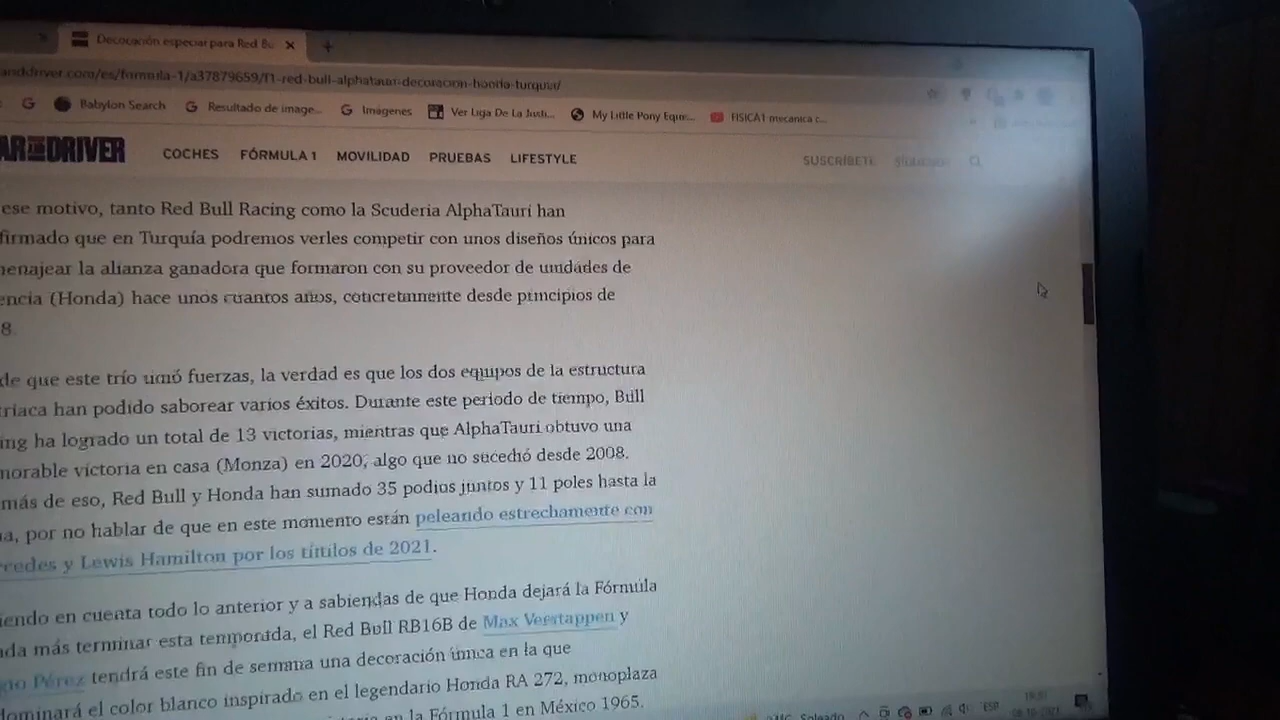 Decoración especial para Red Bu
anddriver.com/es/formula-1/a37879659/f1-red-bull-alphatauri-decoracion-honda-turquia/
Babylon Search Resultado de image... Imágenes Ver Liga De La Justi... My Little Pony Eque... FISICA1 mecanica c...
AR AND DRIVER COCHES FÓRMULA 1 MOVILIDAD PRUEBAS LIFESTYLE SUSCRÍBETE SÍGUENOS
ese motivo, tanto Red Bull Racing como la Scuderia AlphaTauri han
firmado que en Turquía podremos verles competir con unos diseños únicos para
menajear la alianza ganadora que formaron con su proveedor de unidades de
encia (Honda) hace unos cuantos años, concretamente desde principios de
8.
de que este trío unió fuerzas, la verdad es que los dos equipos de la estructura
triaca han podido saborear varios éxitos. Durante este periodo de tiempo, Bull
ing ha logrado un total de 13 victorias, mientras que AlphaTauri obtuvo una
morable victoria en casa (Monza) en 2020, algo que no sucedió desde 2008.
más de eso, Red Bull y Honda han sumado 35 podios juntos y 11 poles hasta la
ha, por no hablar de que en este momento están peleando estrechamente con
rcedes y Lewis Hamilton por los títulos de 2021.
iendo en cuenta todo lo anterior y a sabiendas de que Honda dejará la Fórmula
ada más terminar esta temporada, el Red Bull RB16B de Max Verstappen y
gio Pérez tendrá este fin de semana una decoración única en la que
dominará el color blanco inspirado en el legendario Honda RA 272, monoplaza
en la Fórmula 1 en México 1965.
Soleado ESP